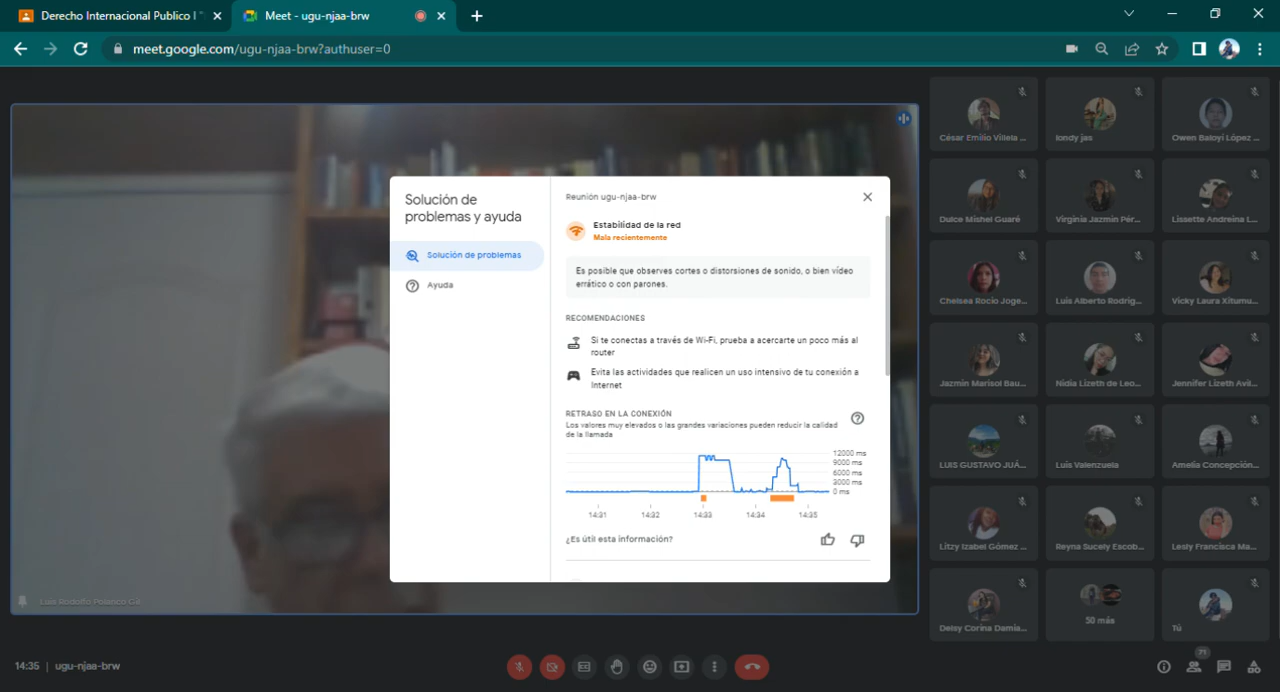 Derecho Internacional Publico I "
Meet - ugu-njaa-brw
meet.google.com/ugu-njaa-brw?authuser=0
Solución de
problemas y ayuda
Solución de problemas
Ayuda
Reunión ugu-njaa-brw
Estabilidad de la red
Mala recientemente
Es posible que observes cortes o distorsiones de sonido, o bien vídeo
errático o con parones.
RECOMENDACIONES
Si te conectas a través de Wi-Fi, prueba a acercarte un poco más al
router
Evita las actividades que realicen un uso intensivo de tu conexión a
Internet
RETRASO EN LA CONEXIÓN
Los valores muy elevados o las grandes variaciones pueden reducir la calidad
de la llamada
12000 ms
9000 ms
6000 ms
3000 ms
0 ms
14:31 14:32 14:33 14:34 14:35
¿Es útil esta información?
Luis Rodolfo Polanco Gil
César Emilio Villela ...
londy jas
Owen Baloyi López ...
Dulce Mishel Guaré
Virginia Jazmin Pér...
Lissette Andreina L...
Chelsea Rocío Joge...
Luis Alberto Rodríg...
Vicky Laura Xitumu...
Jazmin Marisol Bau...
Nidia Lizeth de Leo...
Jennifer Lizeth Avil...
LUIS GUSTAVO JUÁ...
Luis Valenzuela
Amelia Concepción...
Litzy Izabel Gómez ...
Reyna Sucely Escob...
Lesly Francisca Ma...
Deisy Corina Damia...
50 más
Tú
14:35 | ugu-njaa-brw
71